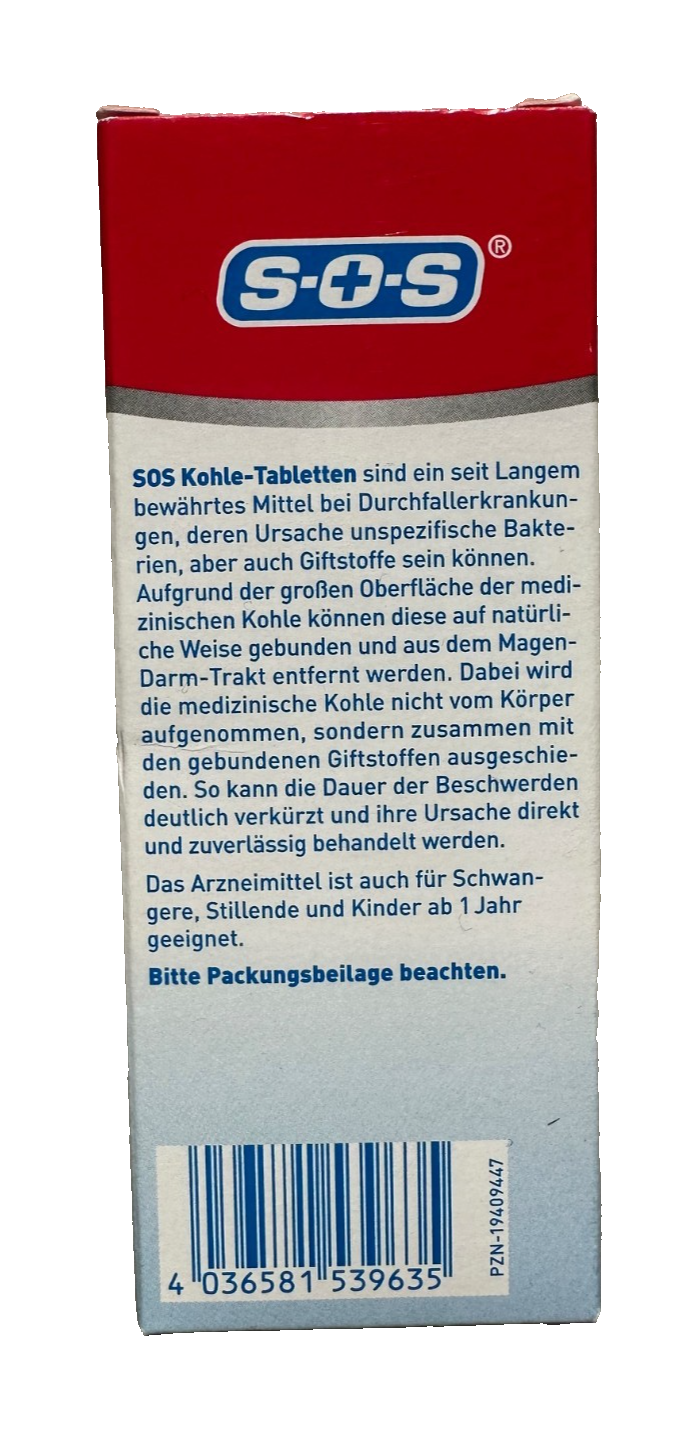 S+O+S®
SOS Kohle-Tabletten sind ein seit Langem
bewährtes Mittel bei Durchfallerkrankun-
gen, deren Ursache unspezifische Bakte-
rien, aber auch Giftstoffe sein können.
Aufgrund der großen Oberfläche der medi-
zinischen Kohle können diese auf natürli-
che Weise gebunden und aus dem Magen-
Darm-Trakt entfernt werden. Dabei wird
die medizinische Kohle nicht vom Körper
aufgenommen, sondern zusammen mit
den gebundenen Giftstoffen ausgeschie-
den. So kann die Dauer der Beschwerden
deutlich verkürzt und ihre Ursache direkt
und zuverlässig behandelt werden.
Das Arzneimittel ist auch für Schwan-
gere, Stillende und Kinder ab 1 Jahr
geeignet.
Bitte Packungsbeilage beachten.
4 036581 539635
PZN-19409447